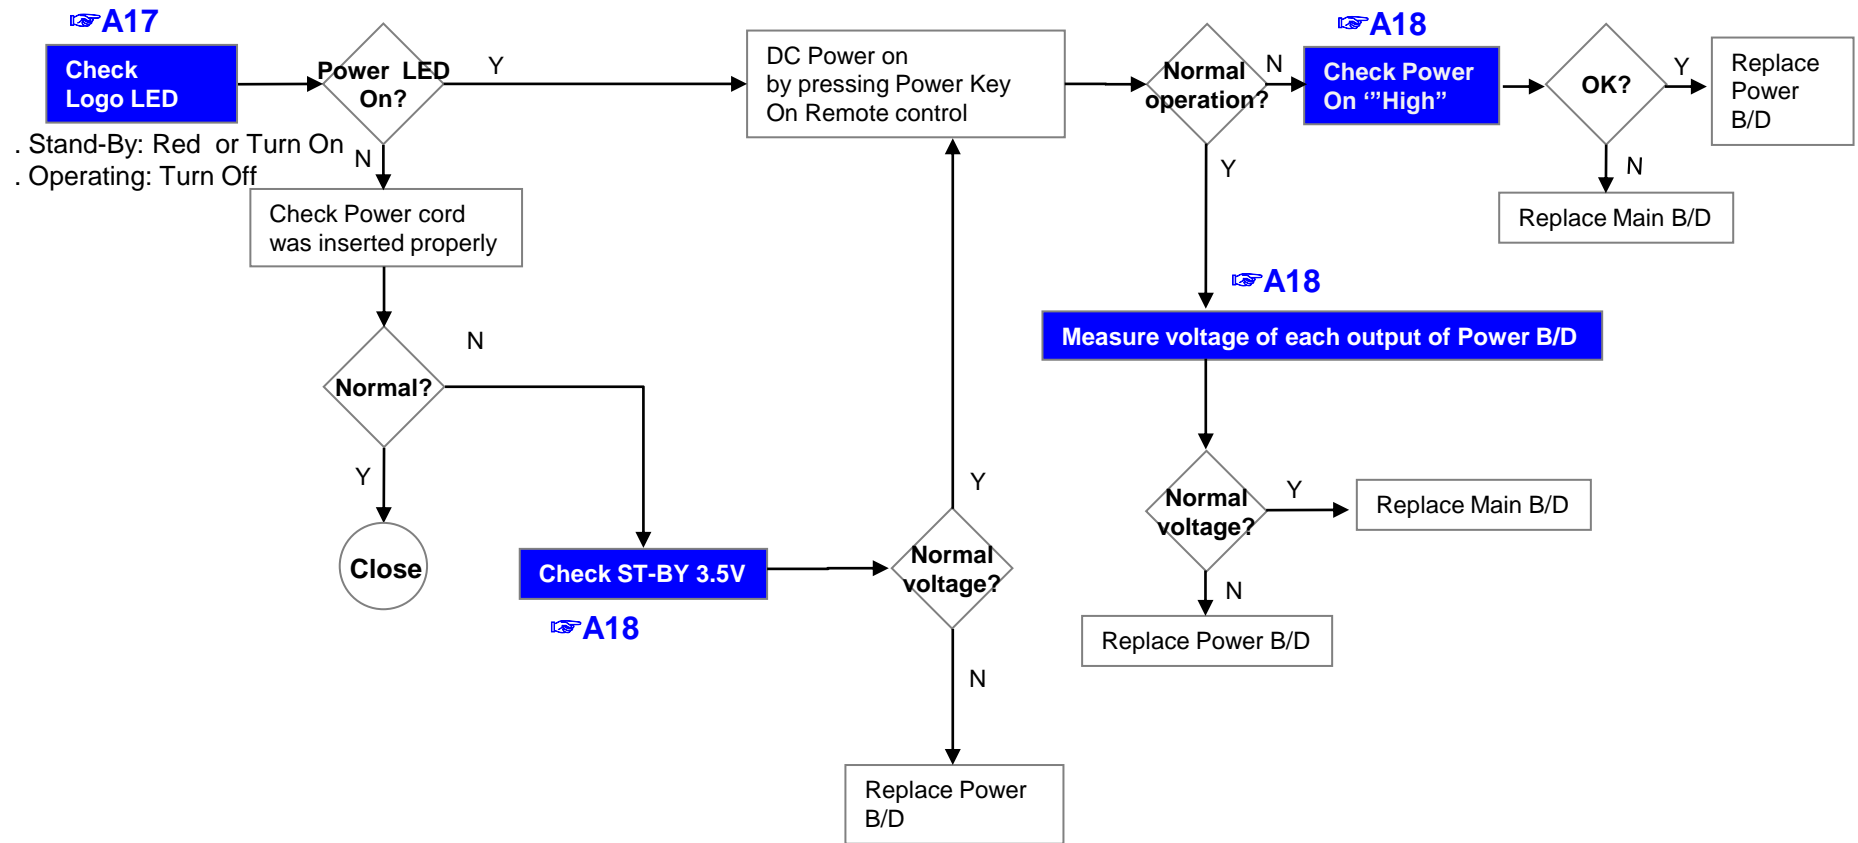 ☞A17
Check
Logo LED
. Stand-By: Red or Turn On
. Operating: Turn Off
Power LED
On?
Y
N
Check Power cord
was inserted properly
Normal?
N
Y
Close
Check ST-BY 3.5V
☞A18
Normal
voltage?
Y
N
Replace Power
B/D
DC Power on
by pressing Power Key
On Remote control
Normal
operation?
N
Y
☞A18
Check Power
On ‘”High”
OK?
Y
N
Replace
Power
B/D
Replace Main B/D
☞A18
Measure voltage of each output of Power B/D
Normal
voltage?
Y
N
Replace Main B/D
Replace Power B/D